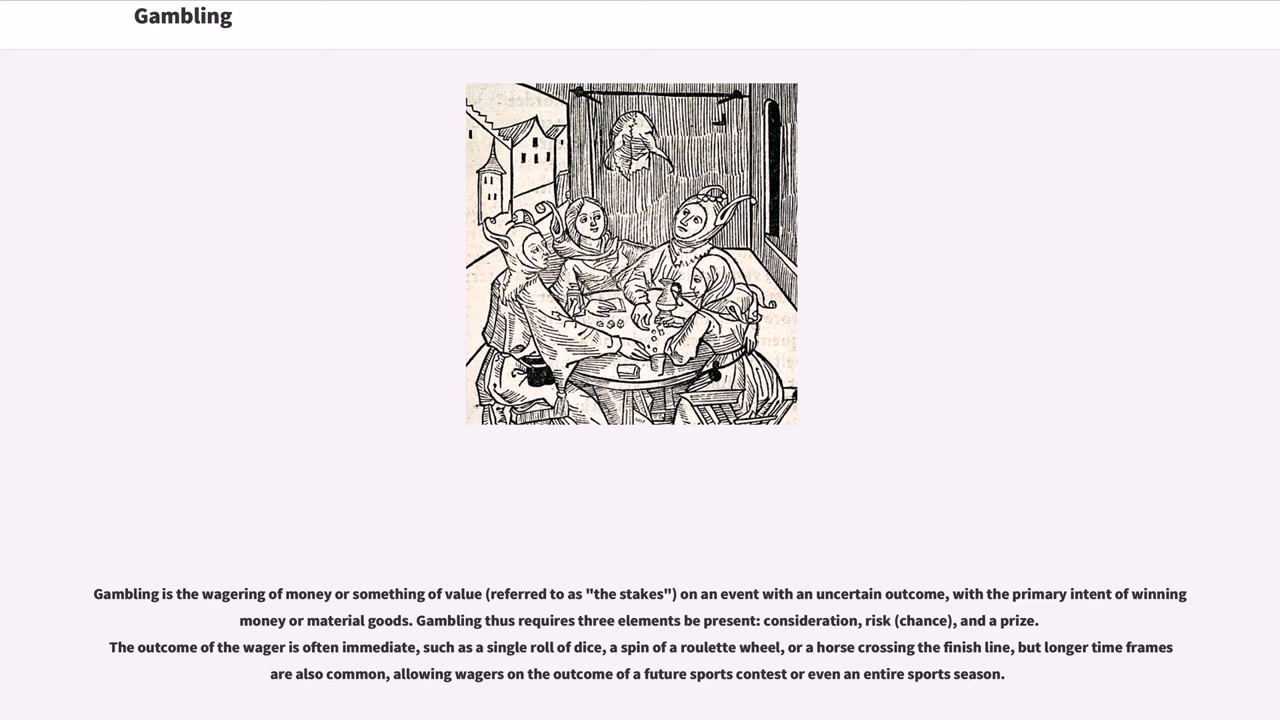 Gambling
Gambling is the wagering of money or something of value (referred to as "the stakes") on an event with an uncertain outcome, with the primary intent of winning
money or material goods. Gambling thus requires three elements be present: consideration, risk (chance), and a prize.
The outcome of the wager is often immediate, such as a single roll of dice, a spin of a roulette wheel, or a horse crossing the finish line, but longer time frames
are also common, allowing wagers on the outcome of a future sports contest or even an entire sports season.